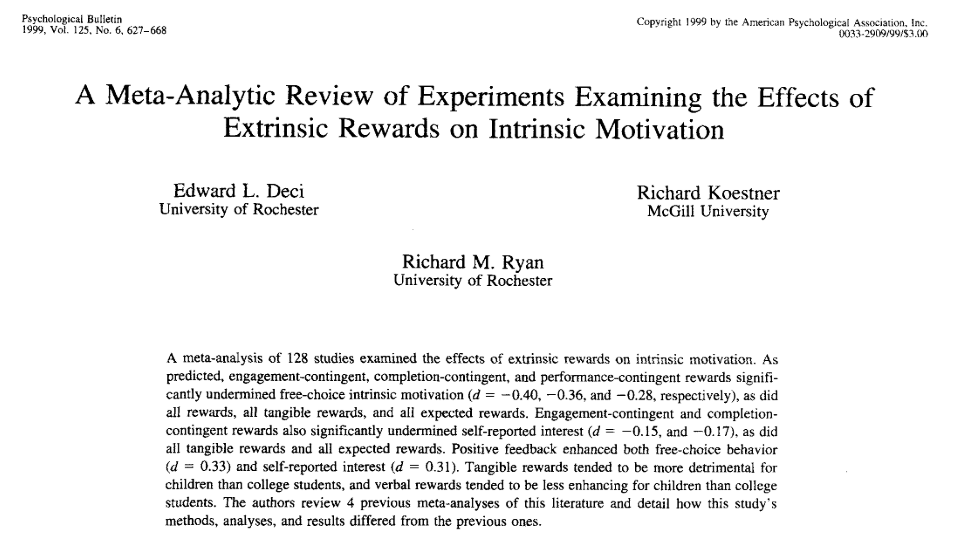 Psychological Bulletin
1999, Vol. 125, No. 6, 627–668
Copyright 1999 by the American Psychological Association, Inc.
0033-2909/99/$3.00
A Meta-Analytic Review of Experiments Examining the Effects of
Extrinsic Rewards on Intrinsic Motivation
Edward L. Deci
University of Rochester
Richard Koestner
McGill University
Richard M. Ryan
University of Rochester
A meta-analysis of 128 studies examined the effects of extrinsic rewards on intrinsic motivation. As
predicted, engagement-contingent, completion-contingent, and performance-contingent rewards signifi-
cantly undermined free-choice intrinsic motivation (d = −0.40, −0.36, and −0.28, respectively), as did
all rewards, all tangible rewards, and all expected rewards. Engagement-contingent and completion-
contingent rewards also significantly undermined self-reported interest (d = −0.15, and −0.17), as did
all tangible rewards and all expected rewards. Positive feedback enhanced both free-choice behavior
(d = 0.33) and self-reported interest (d = 0.31). Tangible rewards tended to be more detrimental for
children than college students, and verbal rewards tended to be less enhancing for children than college
students. The authors review 4 previous meta-analyses of this literature and detail how this study's
methods, analyses, and results differed from the previous ones.